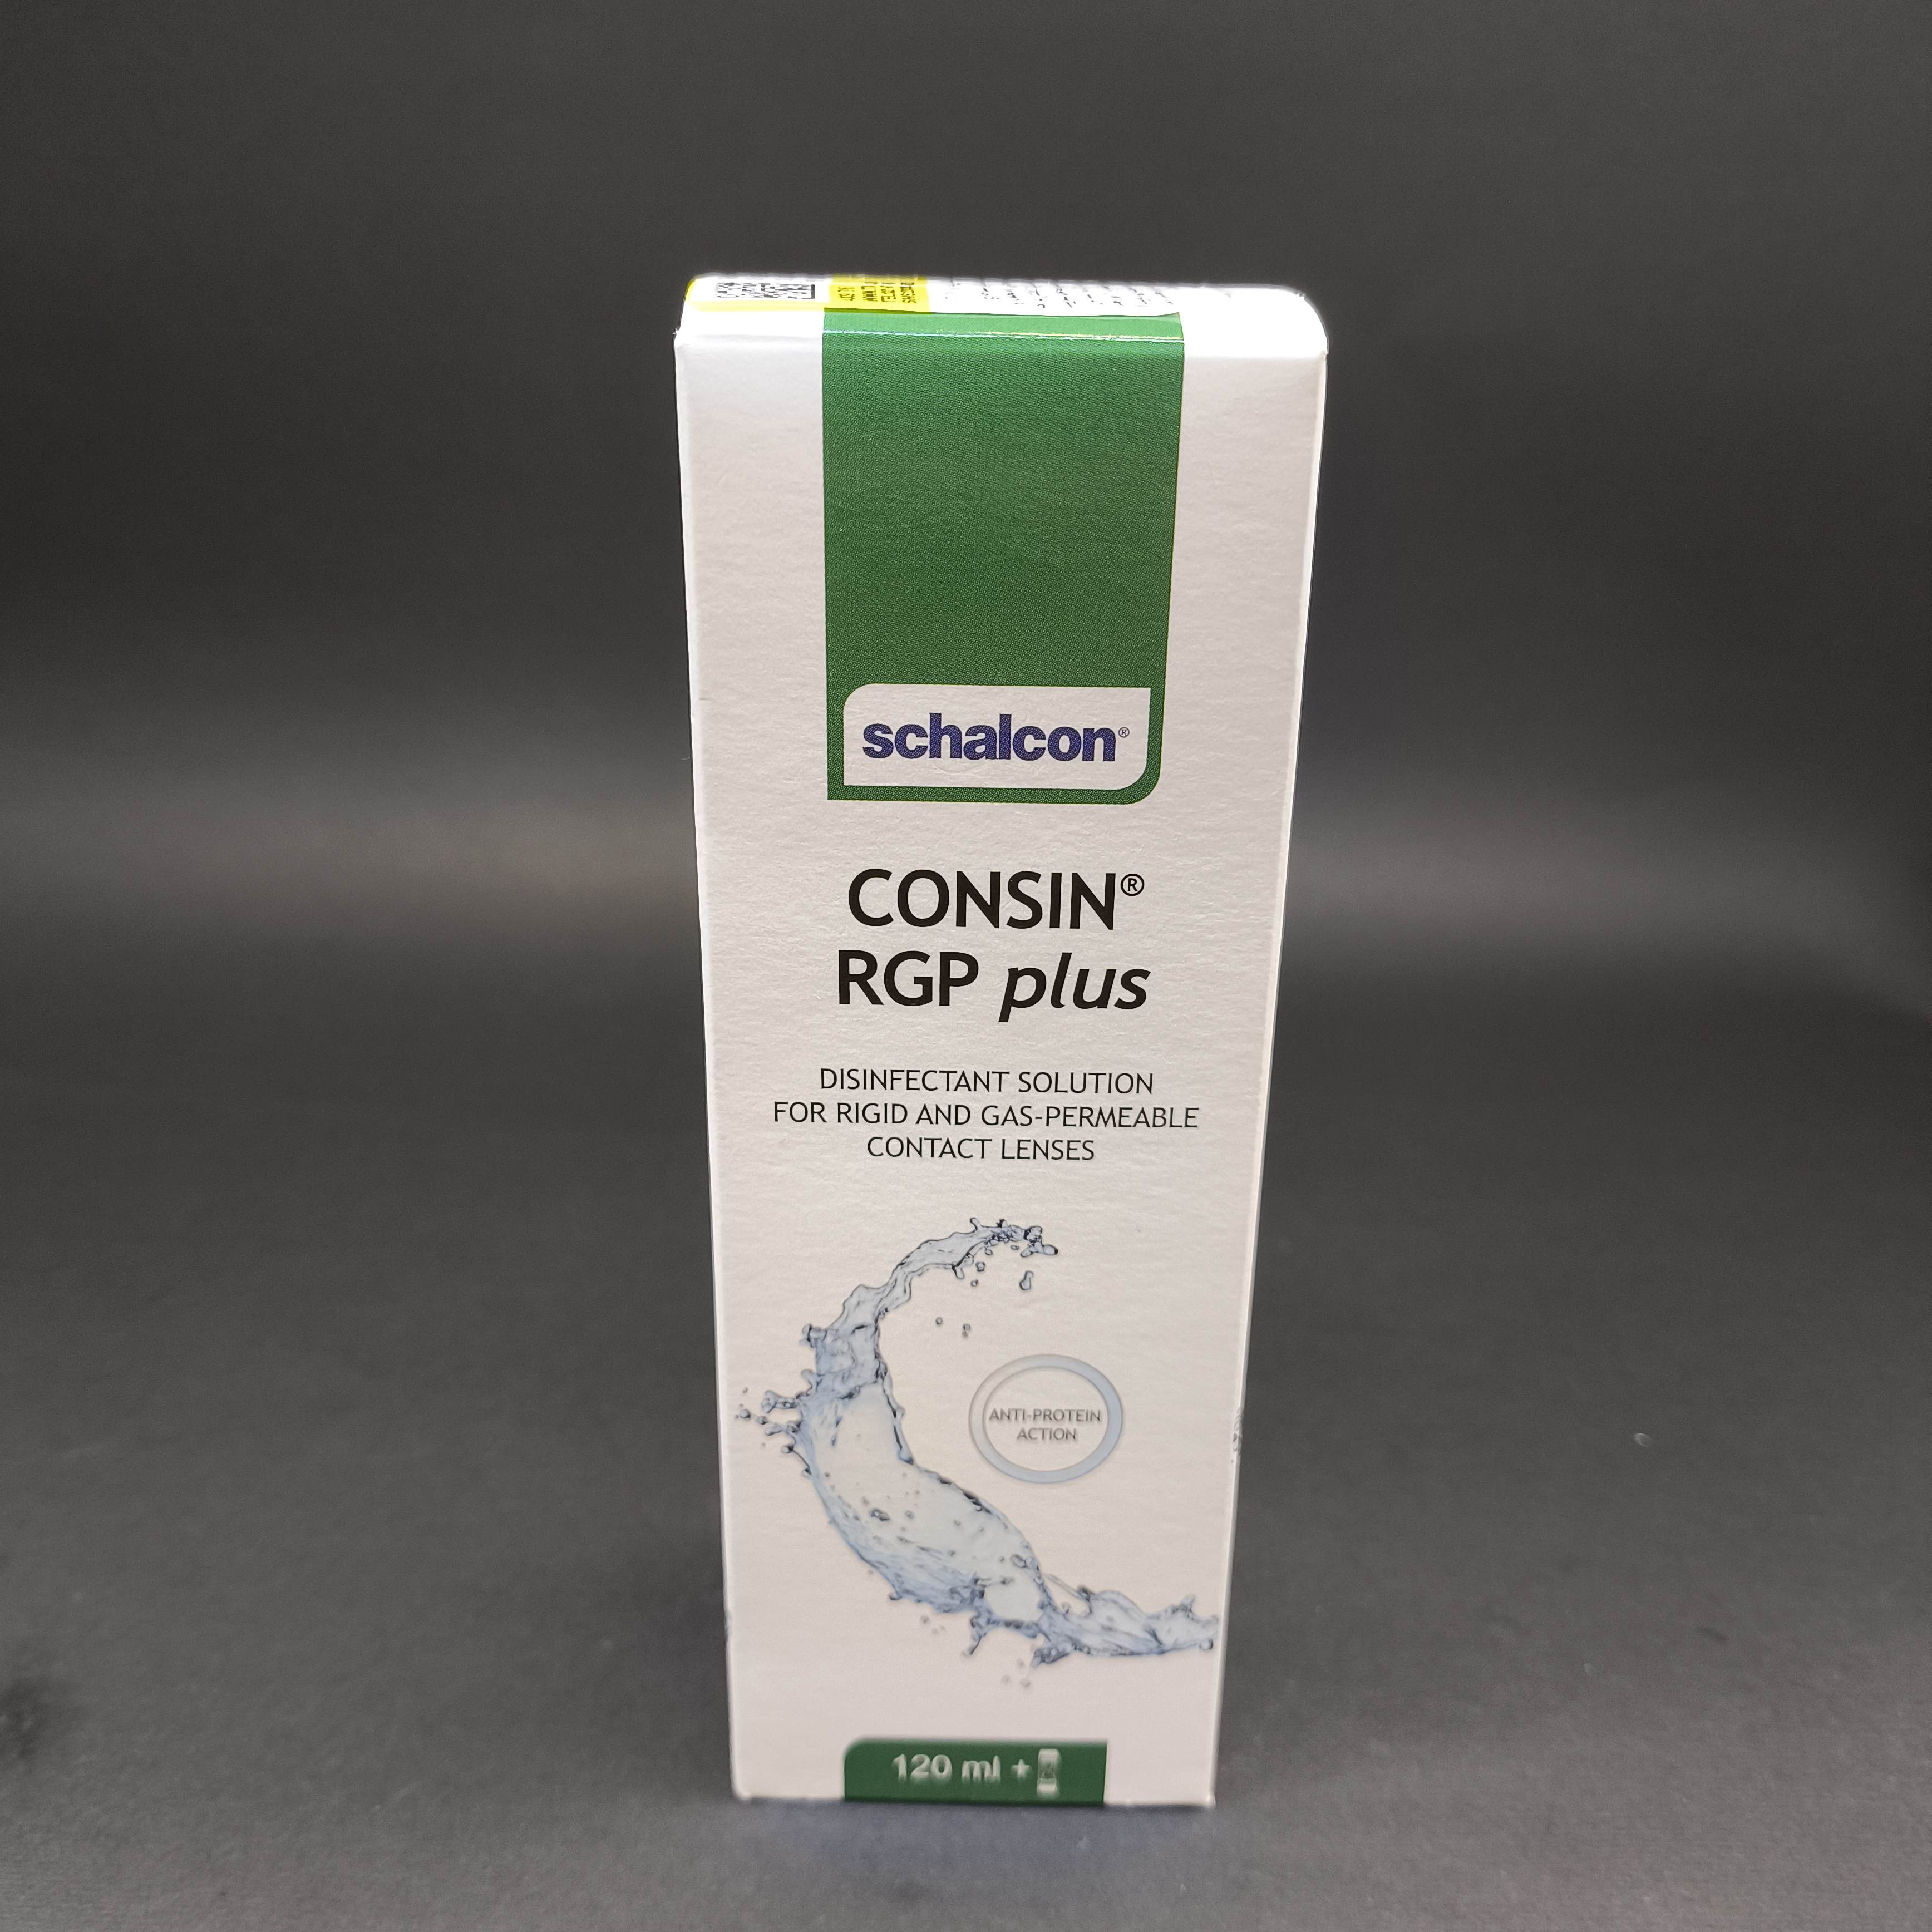 schalcon®
CONSIN®
RGP plus
DISINFECTANT SOLUTION
FOR RIGID AND GAS-PERMEABLE
CONTACT LENSES
ANTI-PROTEIN
ACTION
120 ml +